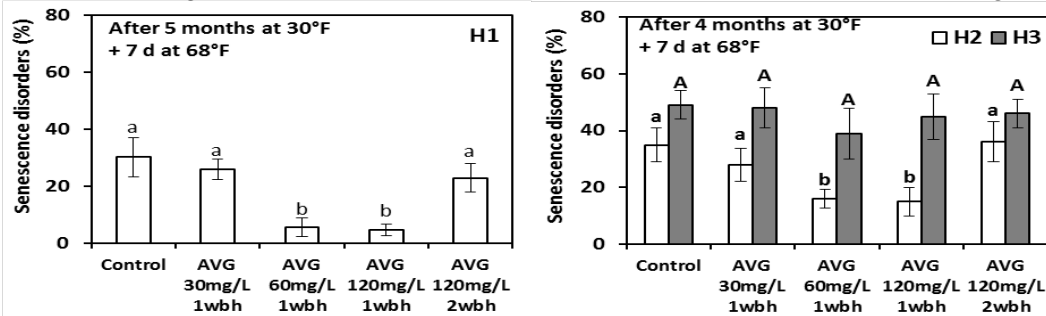 Senescence disorders (%)
80
60
40
20
0
After 5 months at 30°F
+ 7 d at 68°F
H1
a
a
b
b
a
Control
AVG
30mg/L
1wbh
AVG
60mg/L
1wbh
AVG
120mg/L
1wbh
AVG
120mg/L
2wbh
Senescence disorders (%)
80
60
40
20
0
After 4 months at 30°F
+ 7 d at 68°F
H2 H3
a
A
a
A
b
A
b
A
a
A
Control
AVG
30mg/L
1wbh
AVG
60mg/L
1wbh
AVG
120mg/L
1wbh
AVG
120mg/L
2wbh